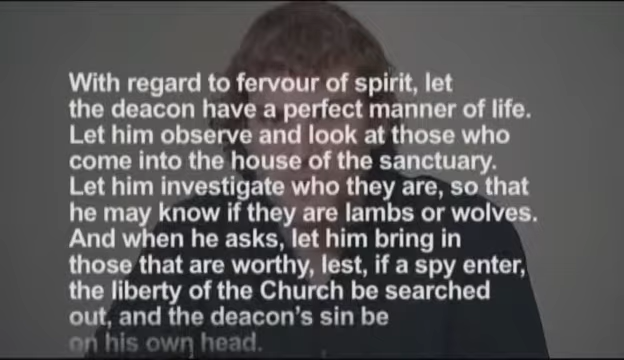 With regard to fervour of spirit, let
the deacon have a perfect manner of life.
Let him observe and look at those who
come into the house of the sanctuary.
Let him investigate who they are, so that
he may know if they are lambs or wolves.
And when he asks, let him bring in
those that are worthy, lest, if a spy enter,
the liberty of the Church be searched
out, and the deacon's sin be
on his own head.